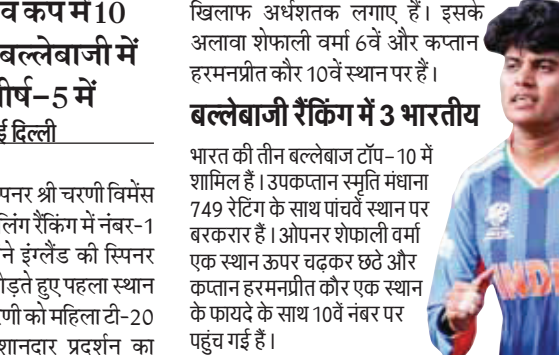 व कप में 10
बल्लेबाजी में
र्ष-5 में
ई दिल्ली
पनर श्री चरणी विमेंस
लिंग रैंकिंग में नंबर-1
ने इंग्लैंड की स्पिनर
ोड़ते हुए पहला स्थान
णी को महिला टी-20
शानदार प्रदर्शन का
खिलाफ अर्धशतक लगाए हैं। इसके
अलावा शेफाली वर्मा 6वें और कप्तान
हरमनप्रीत कौर 10वें स्थान पर हैं।
बल्लेबाजी रैंकिंग में 3 भारतीय
भारत की तीन बल्लेबाज टॉप-10 में
शामिल हैं। उपकप्तान स्मृति मंधाना
749 रेटिंग के साथ पांचवें स्थान पर
बरकरार हैं। ओपनर शेफाली वर्मा
एक स्थान ऊपर चढ़कर छठे और
कप्तान हरमनप्रीत कौर एक स्थान
के फायदे के साथ 10वें नंबर पर
पहुंच गई हैं।
IND